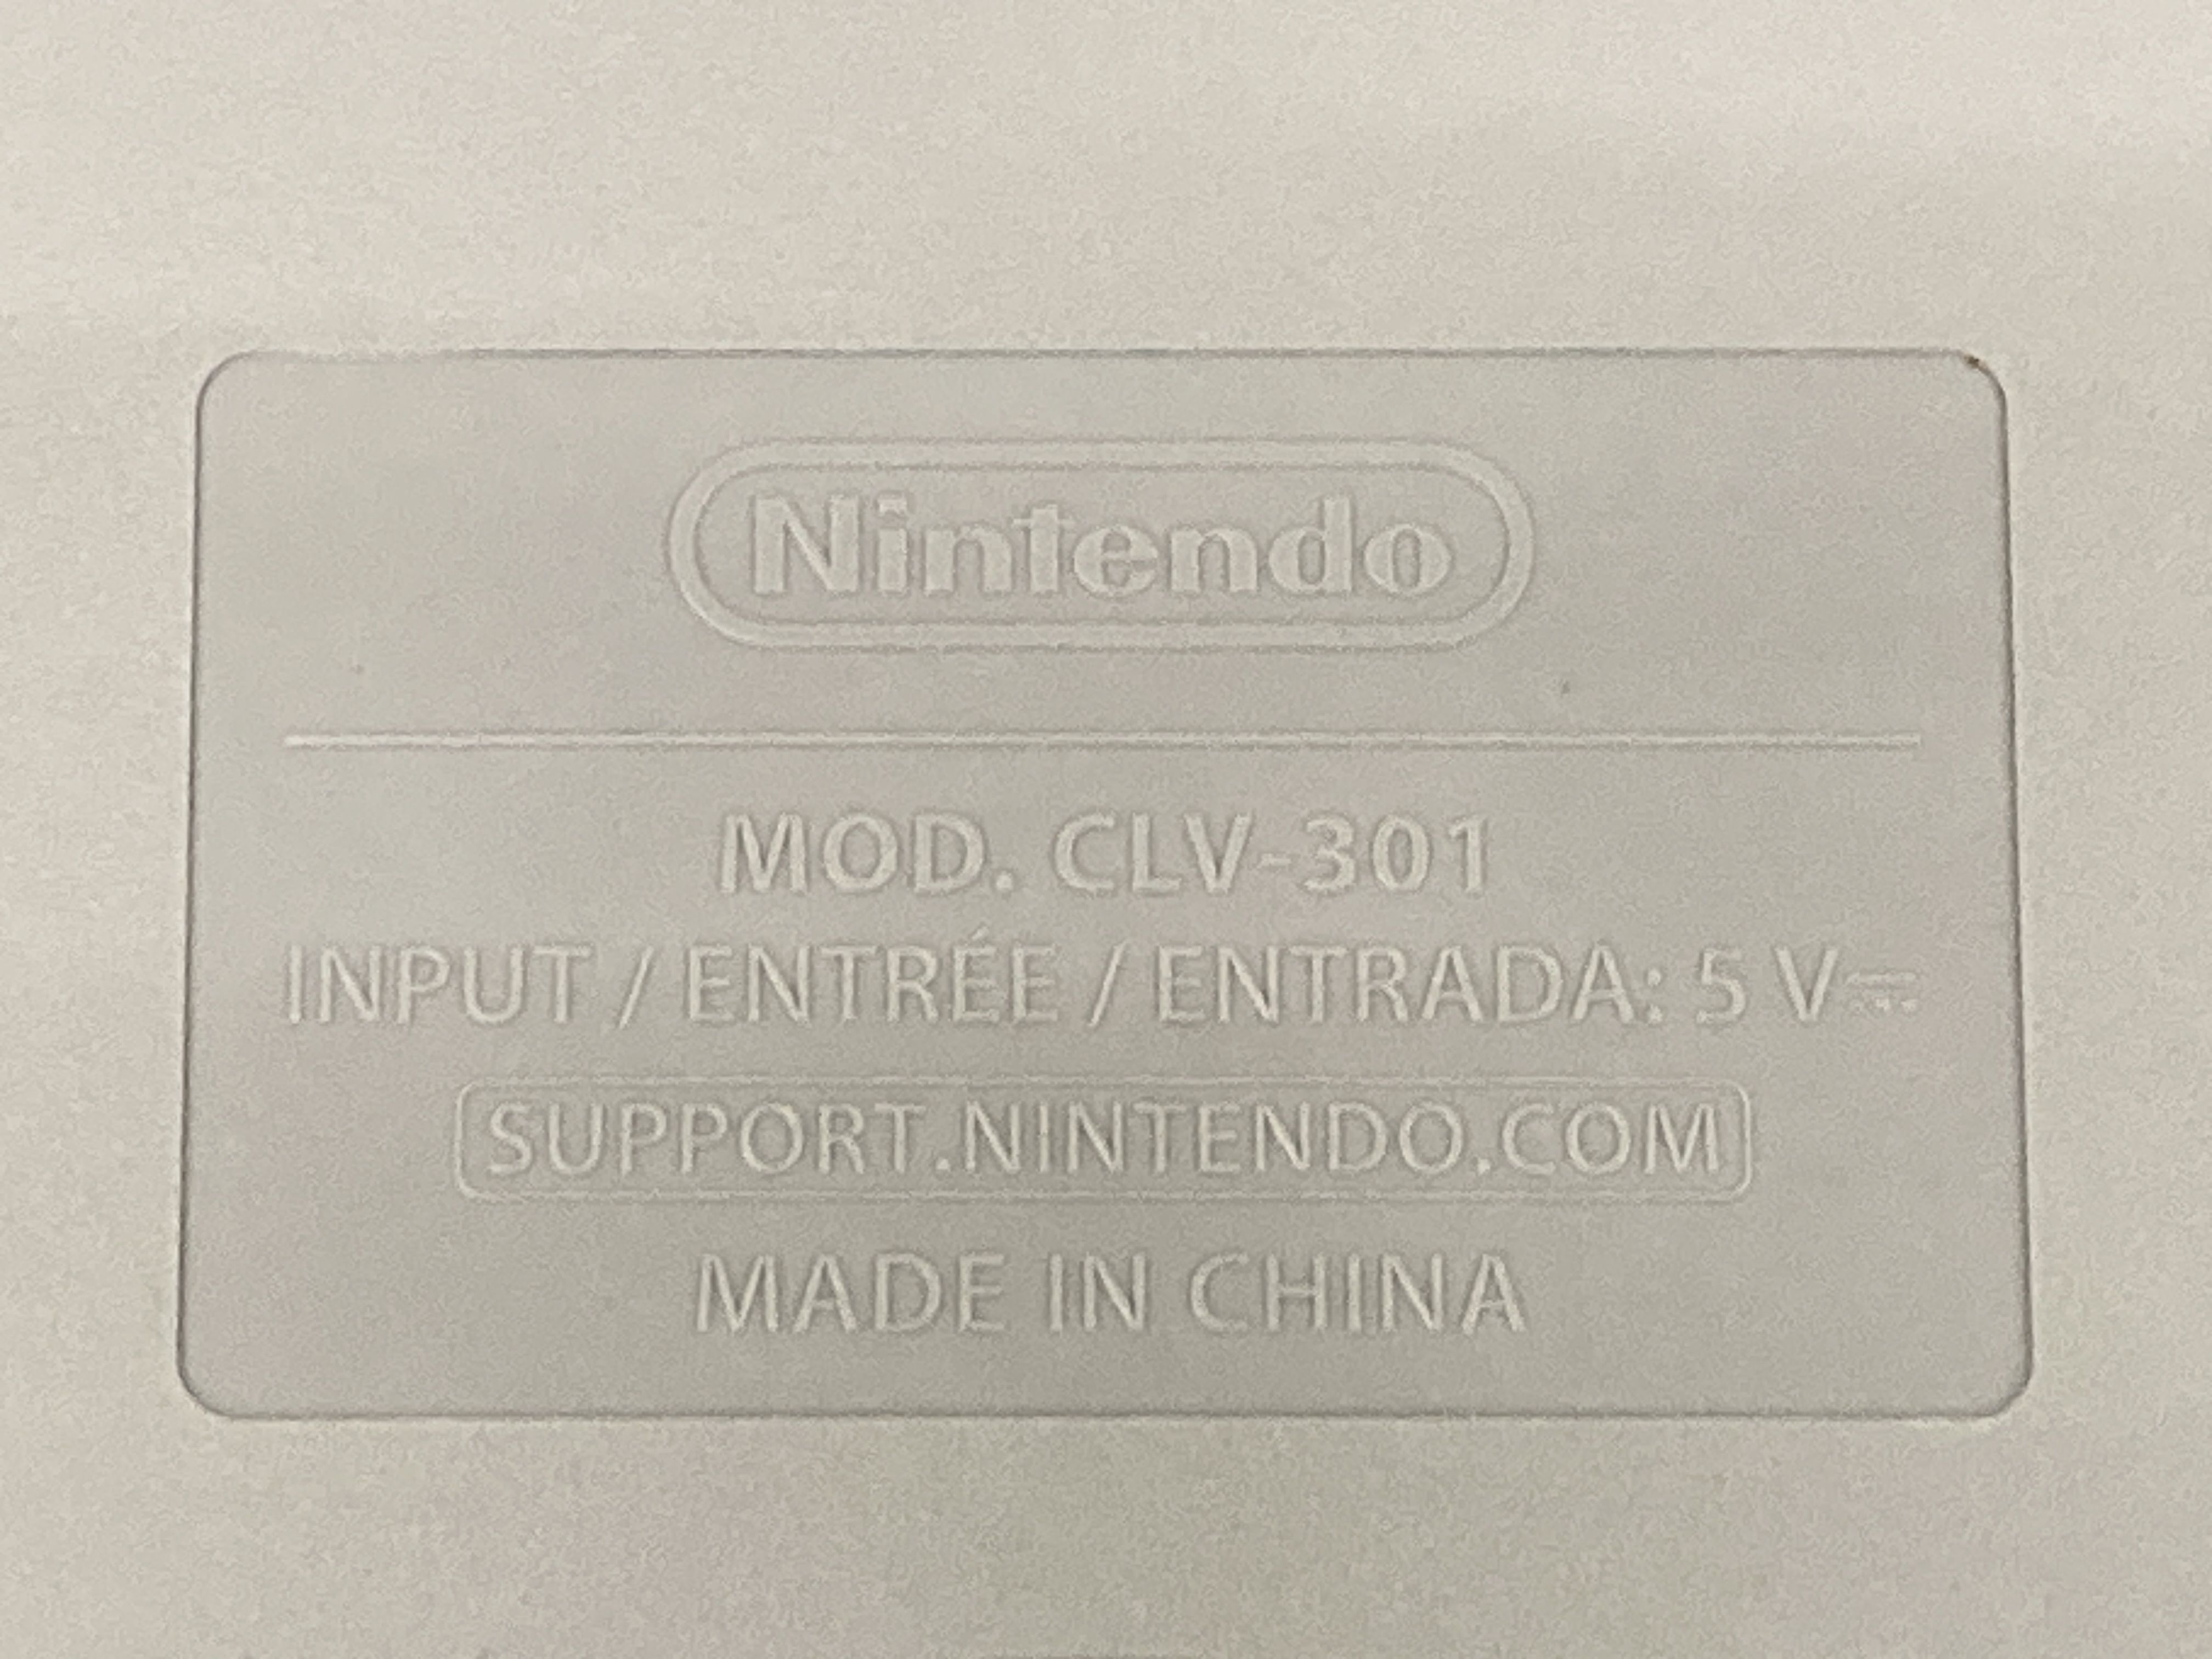 Nintendo
MOD. CLV-301
INPUT / ENTRÉE / ENTRADA: 5 V⎓
SUPPORT.NINTENDO.COM
MADE IN CHINA